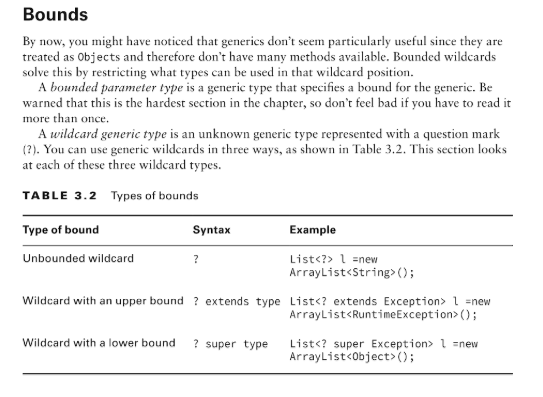 Bounds
By now, you might have noticed that generics don't seem particularly useful since they are
treated as Objects and therefore don't have many methods available. Bounded wildcards
solve this by restricting what types can be used in that wildcard position.
A bounded parameter type is a generic type that specifies a bound for the generic. Be
warned that this is the hardest section in the chapter, so don't feel bad if you have to read it
more than once.
A wildcard generic type is an unknown generic type represented with a question mark
(?). You can use generic wildcards in three ways, as shown in Table 3.2. This section looks
at each of these three wildcard types.
TABLE 3.2 Types of bounds
Type of bound Syntax Example
Unbounded wildcard ? List<?> l =new
ArrayList<String>();
Wildcard with an upper bound ? extends type List<? extends Exception> l =new
ArrayList<RuntimeException>();
Wildcard with a lower bound ? super type List<? super Exception> l =new
ArrayList<Object>();